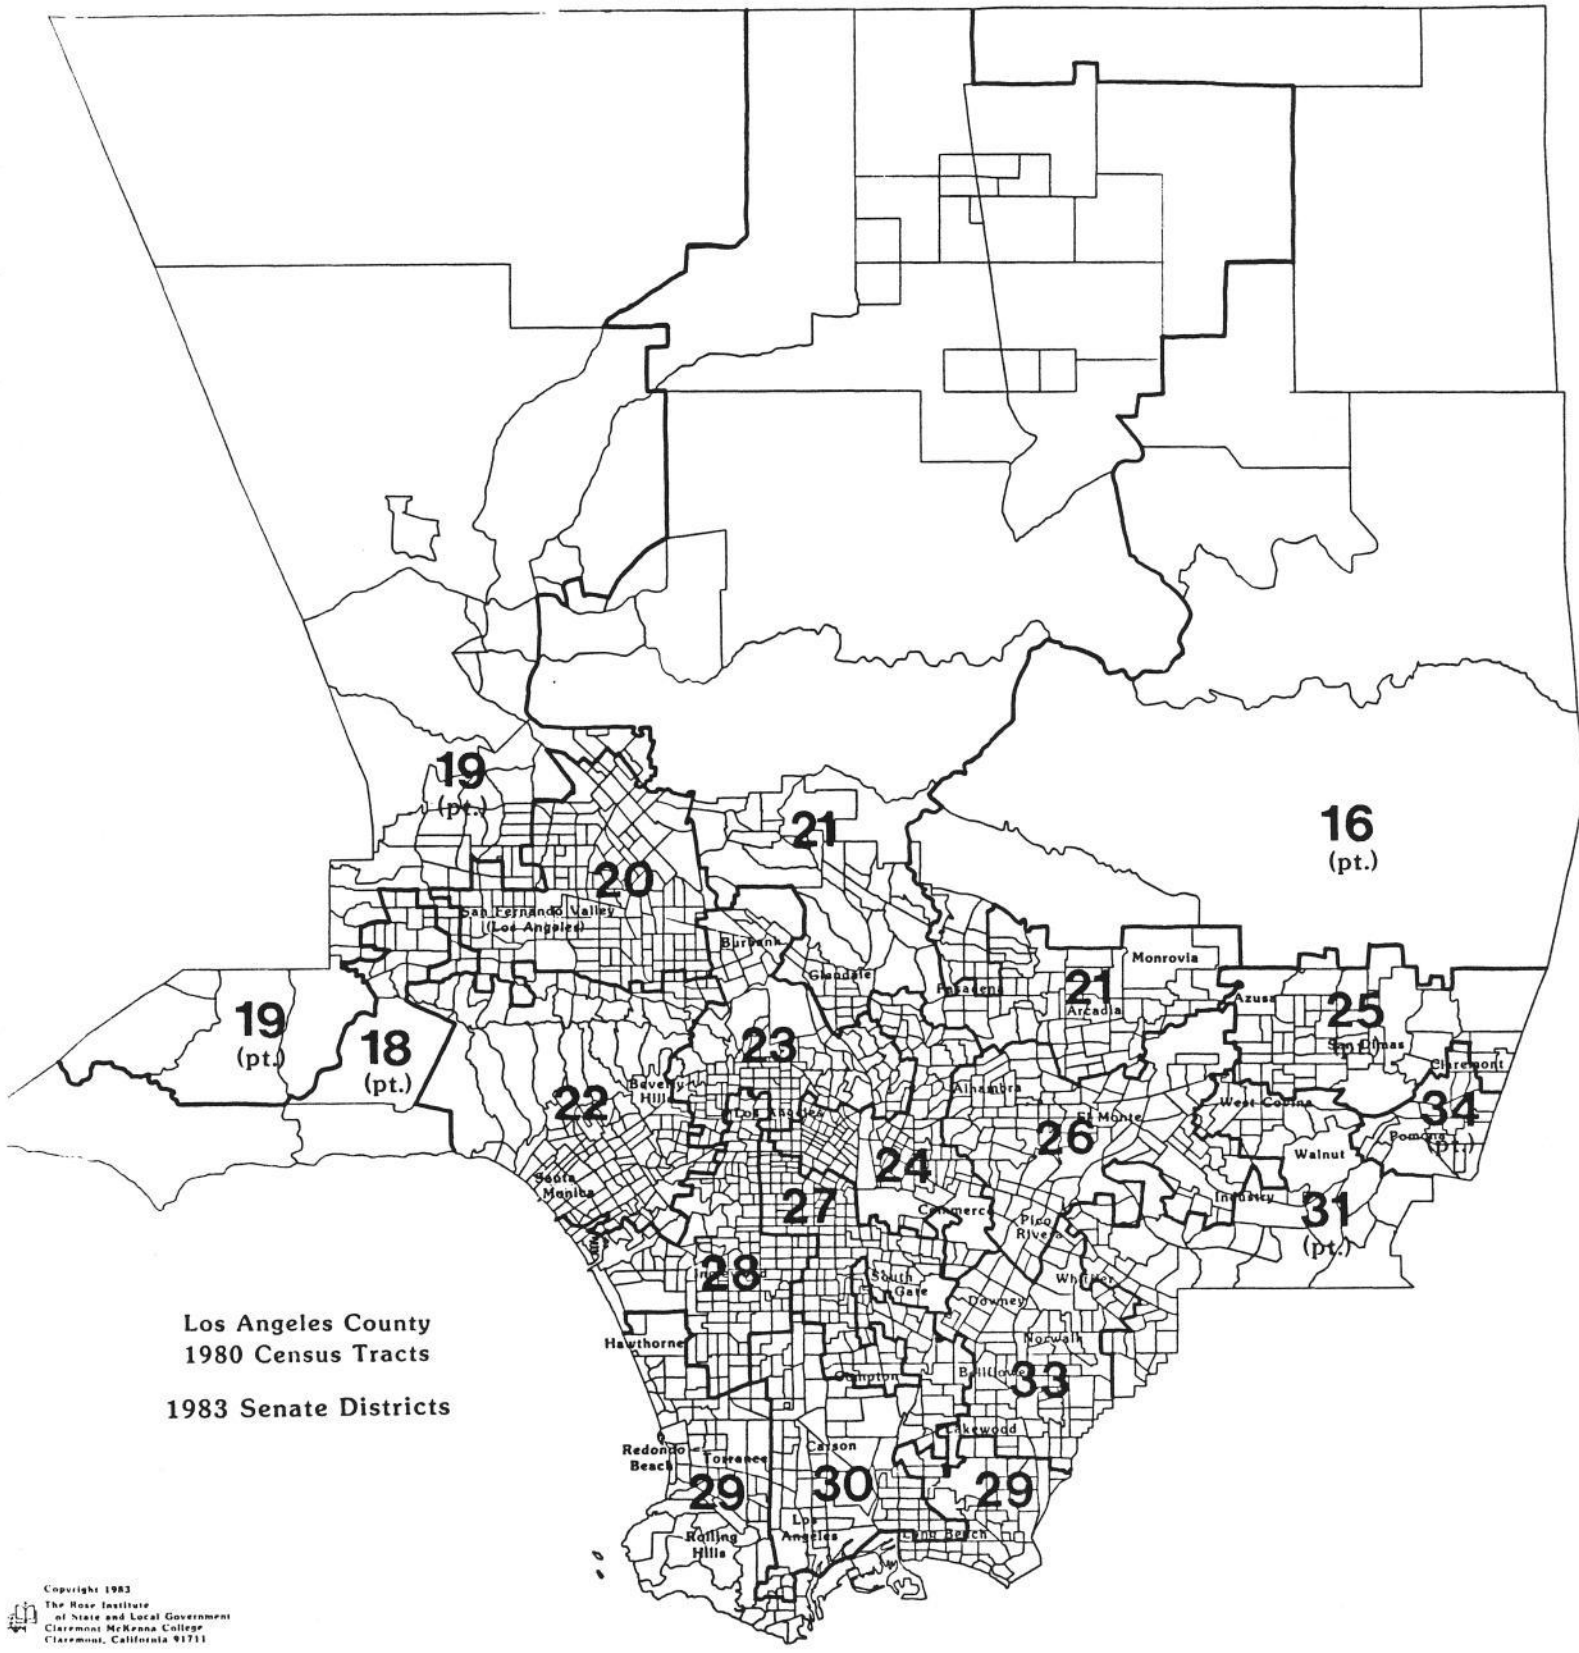 19
(pt.)
21
16
(pt.)
20
San Fernando Valley
(Los Angeles)
Burbank
Glendale
Pasadena
Monrovia
21
Arcadia
Azusa
25
San Dimas
Claremont
19
(pt.)
18
(pt.)
23
22
Beverly
Hills
Los Angeles
Alhambra
El Monte
West Covina
34
Pomona
(pt.)
26
24
Walnut
Santa
Monica
27
Commerce
Pico
Rivera
Industry
31
(pt.)
28
South
Gate
Whittier
Downey
Hawthorne
Norwalk
Compton
33
Lakewood
Redondo
Beach
Torrance
Carson
29
30
29
Los
Angeles
Long Beach
Rolling
Hills
Los Angeles County
1980 Census Tracts
1983 Senate Districts
Copyright 1983
The Rose Institute
of State and Local Government
Claremont McKenna College
Claremont, California 91711